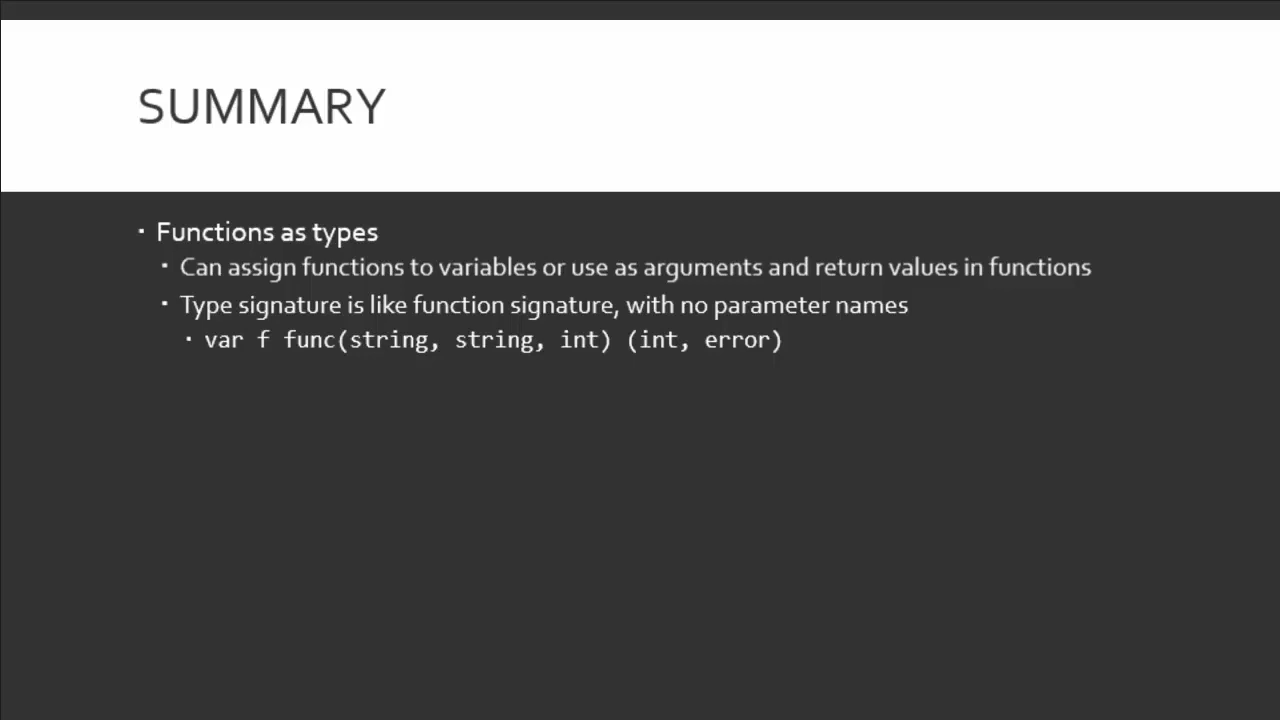 SUMMARY
Functions as types
Can assign functions to variables or use as arguments and return values in functions
Type signature is like function signature, with no parameter names
var f func(string, string, int) (int, error)